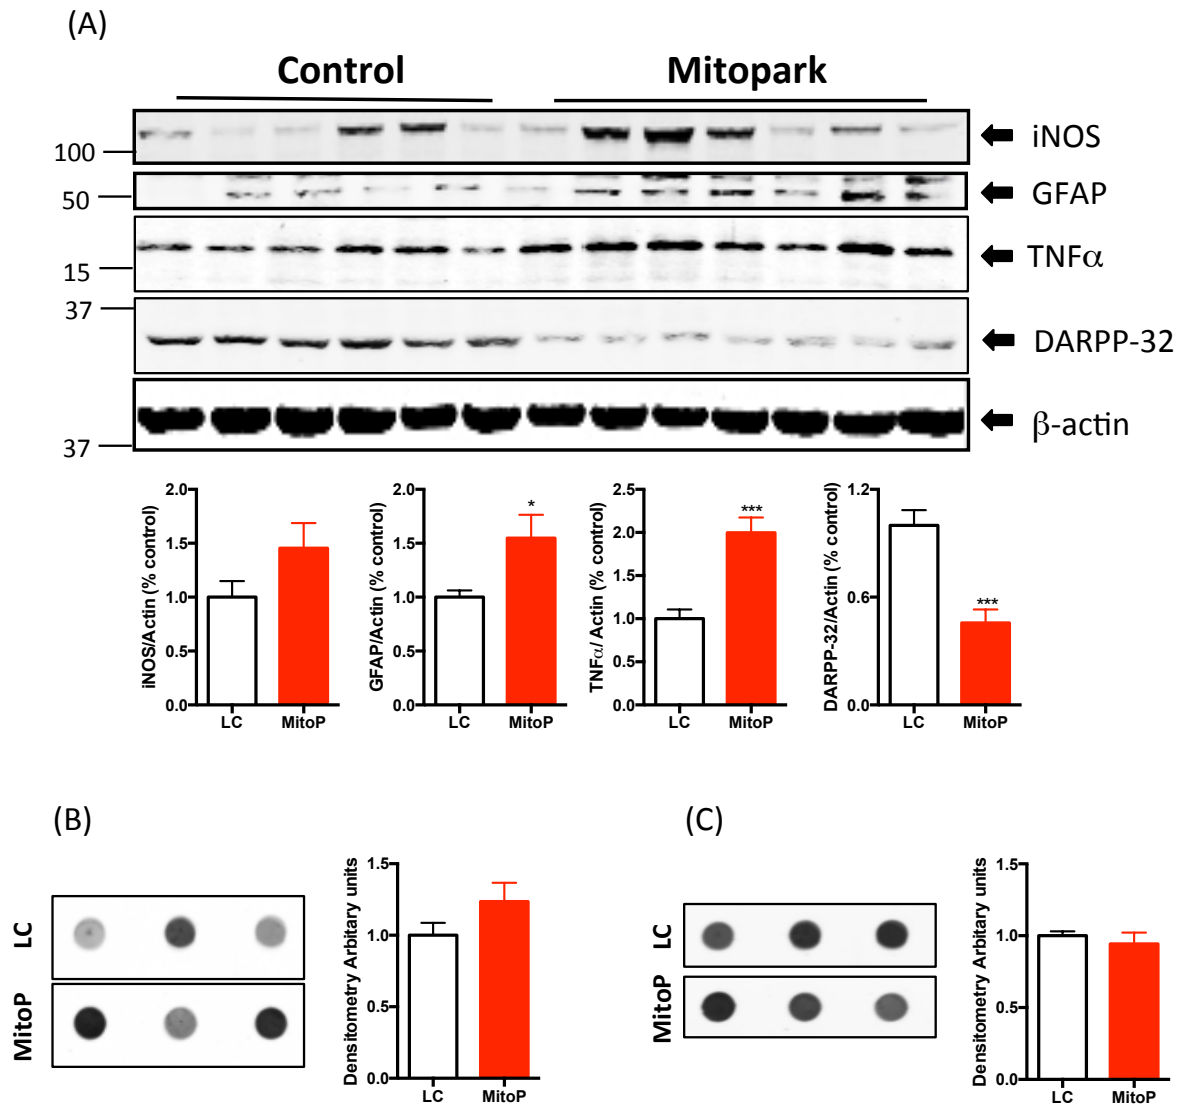 (A)
Control Mitopark
100 iNOS
50 GFAP
15 TNFα
37 DARPP-32
37 β-actin
iNOS/Actin (% control)
2.0
1.5
1.0
0.5
0.0
LC MitoP
GFAP/Actin (% control)
2.0
1.5
1.0
0.5
0.0
*
LC MitoP
TNFα/ Actin (% control)
2.5
2.0
1.5
1.0
0.5
0.0
***
LC MitoP
DARPP-32/Actin (% control)
1.2
0.6
0.0
***
LC MitoP
(B)
LC
MitoP
Densitometry Arbitary units
1.5
1.0
0.5
0.0
LC MitoP
(C)
LC
MitoP
Densitometry Arbitary units
1.5
1.0
0.5
0.0
LC MitoP